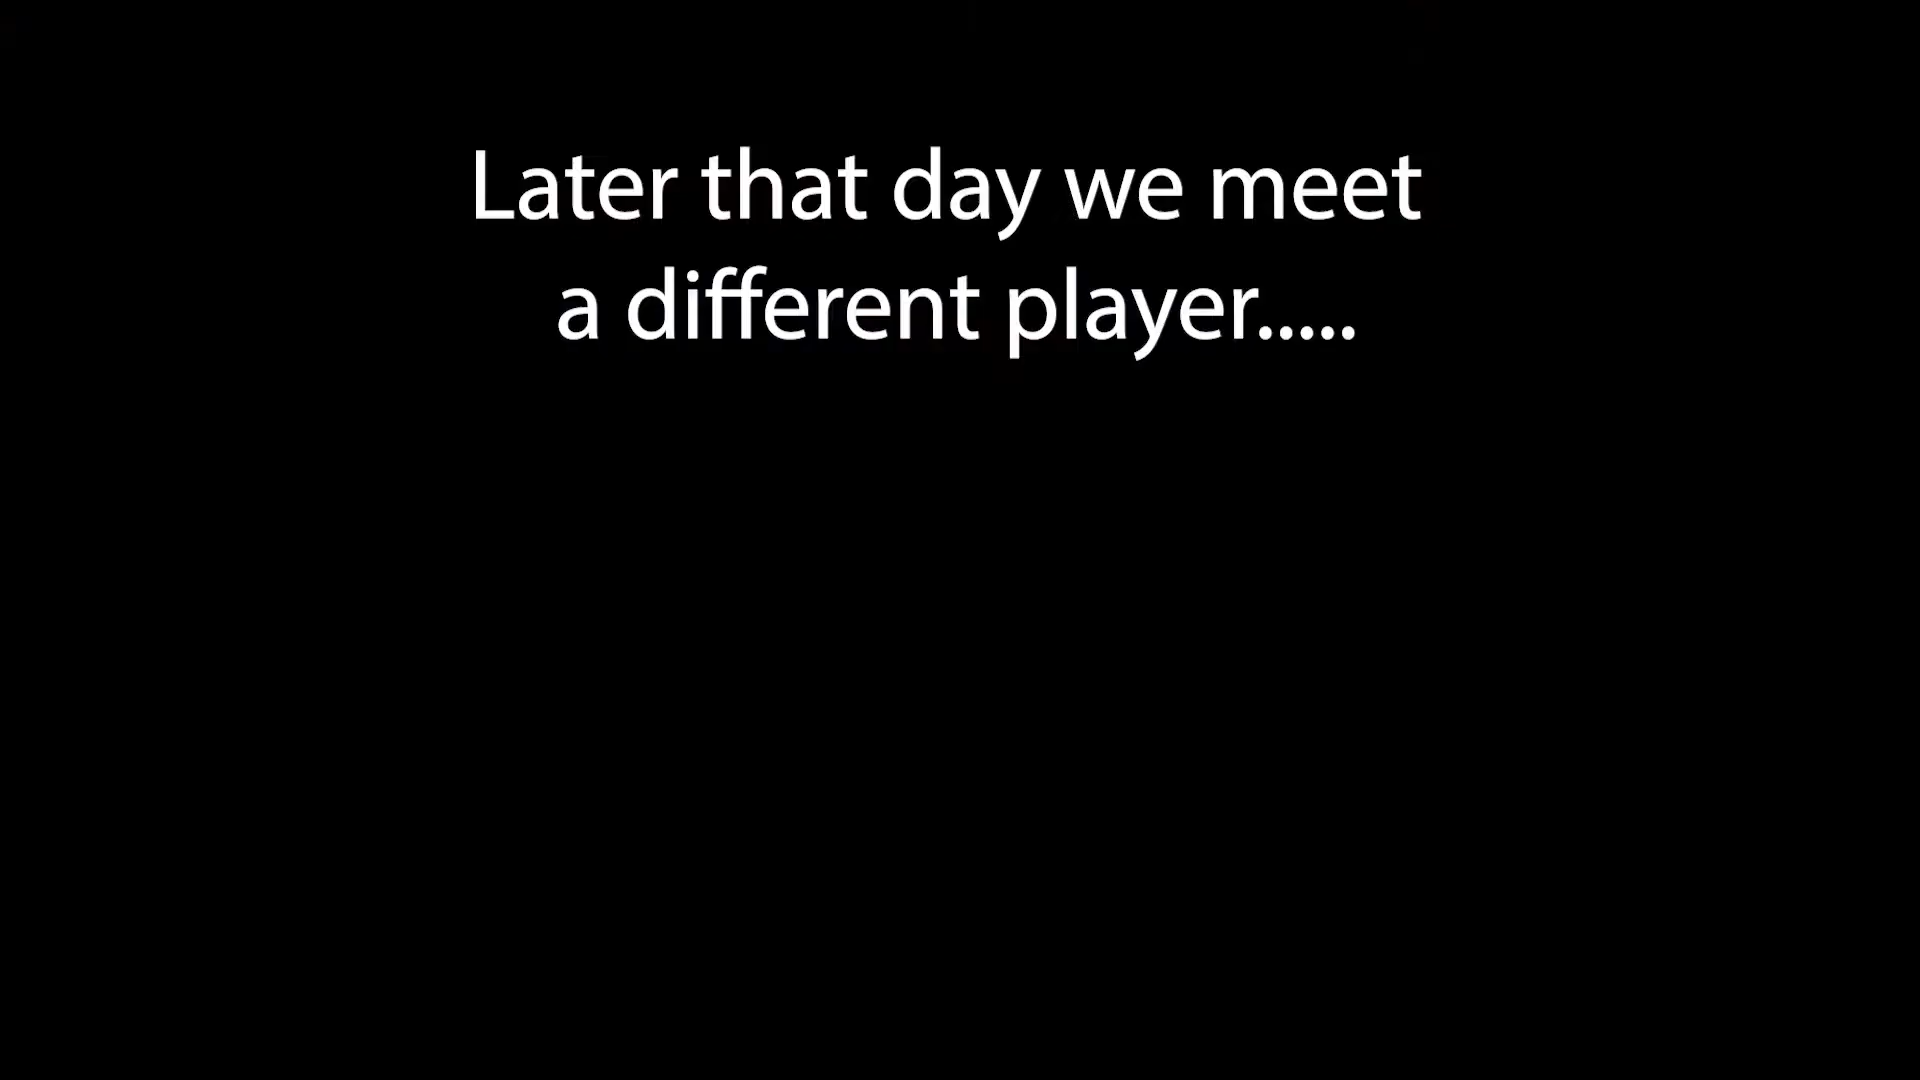 Later that day we meet
a different player.....